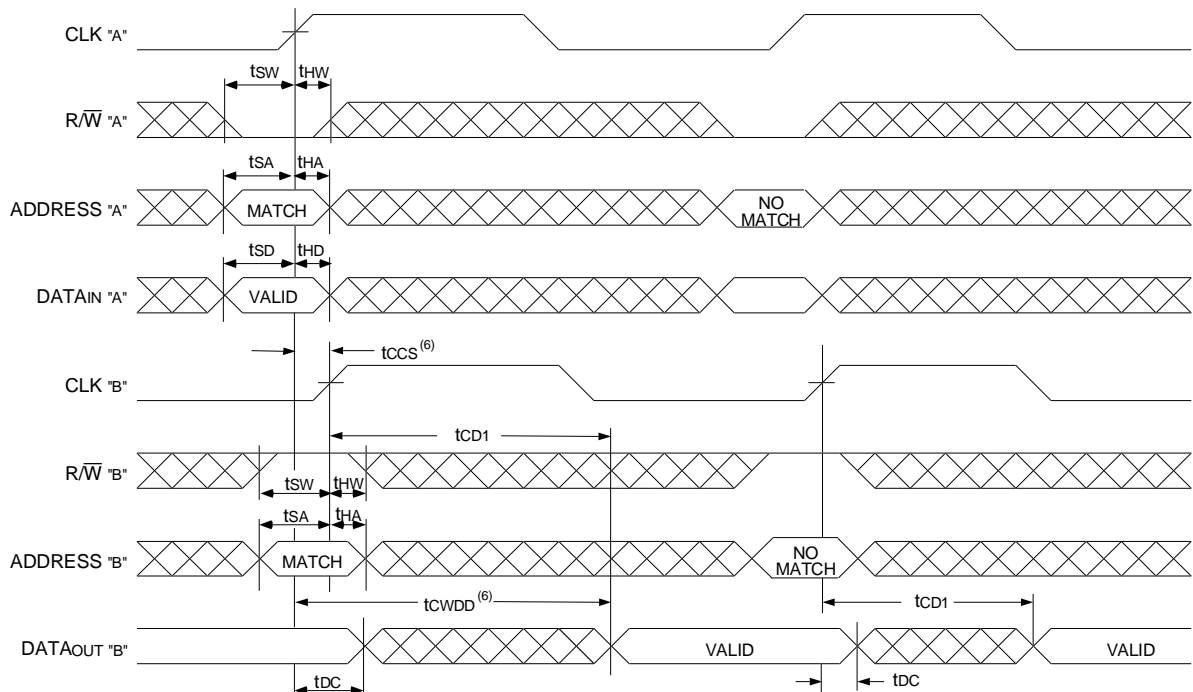 CLK "A"
tSW tHW
R/W̅ "A"
tSA tHA
ADDRESS "A" MATCH NO MATCH
tSD tHD
DATAIN "A" VALID
tCCS (6)
CLK "B"
tCD1
R/W̅ "B"
tSW tHW
tSA tHA
ADDRESS "B" MATCH NO MATCH
tCWDD (6) tCD1
DATAOUT "B" VALID VALID
tDC tDC